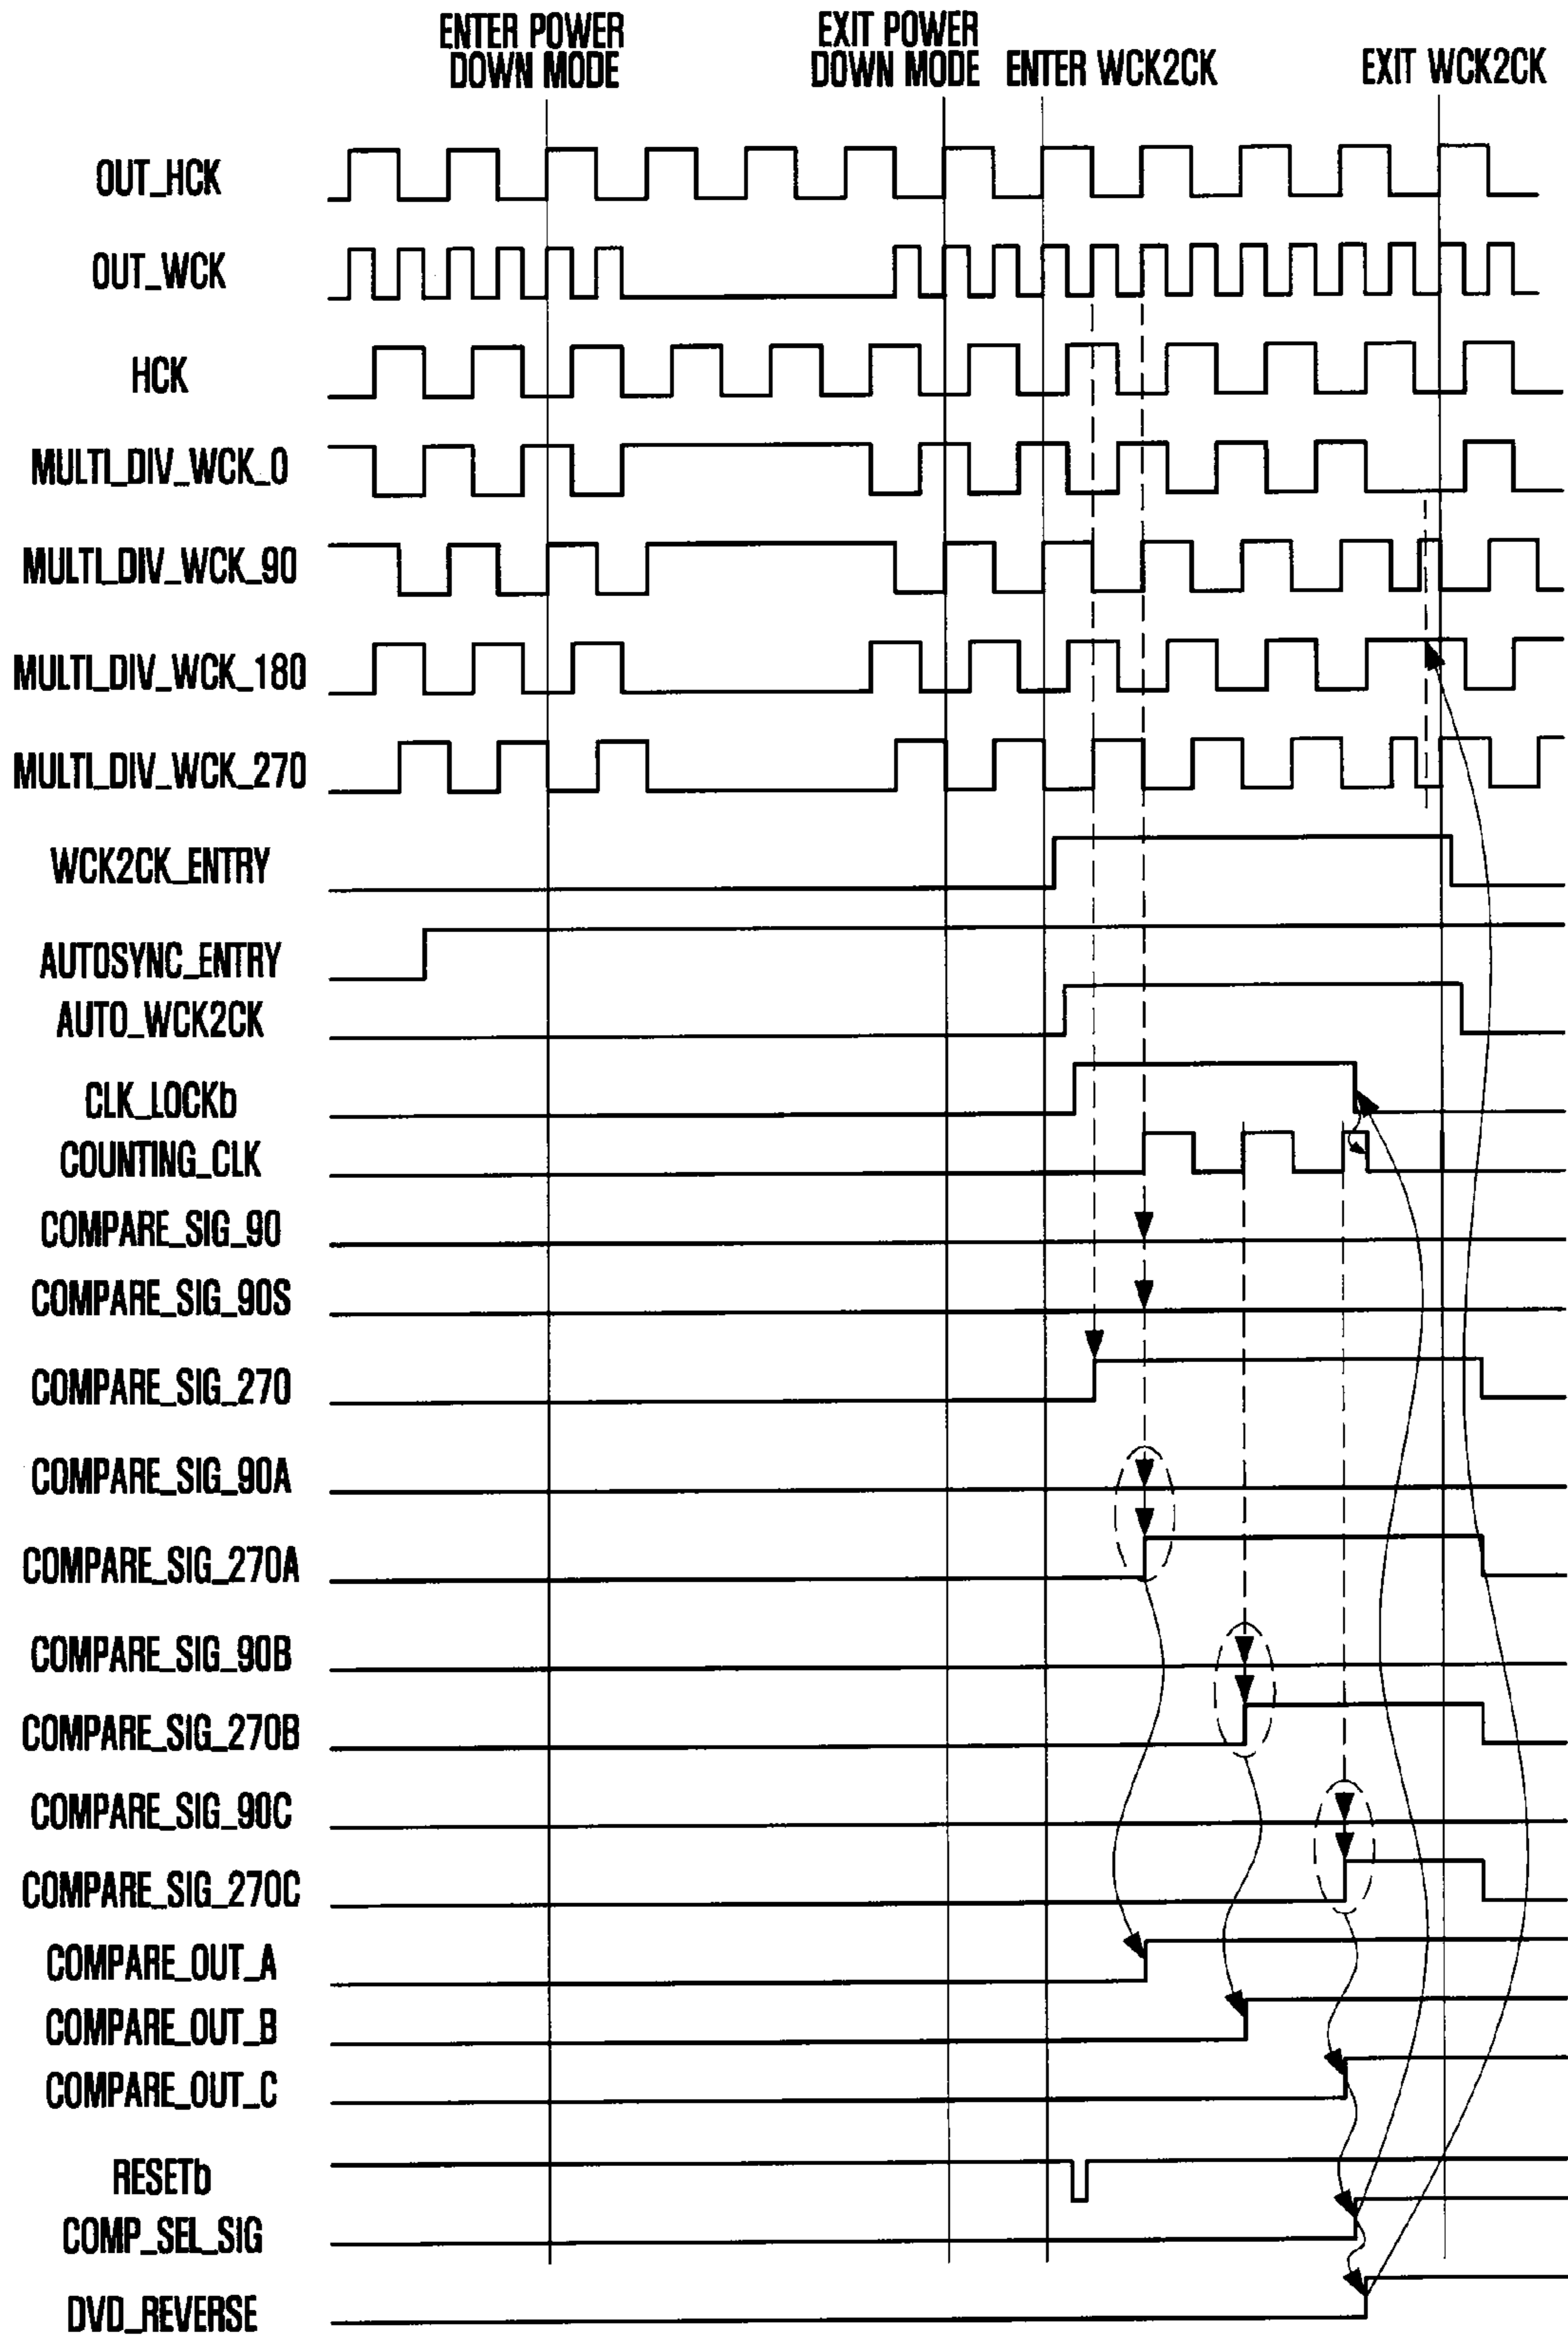 ENTER POWER
DOWN MODE
EXIT POWER
DOWN MODE
ENTER WCK2CK
EXIT WCK2CK
OUT_HCK
OUT_WCK
HCK
MULTI_DIV_WCK_0
MULTI_DIV_WCK_90
MULTI_DIV_WCK_180
MULTI_DIV_WCK_270
WCK2CK_ENTRY
AUTOSYNC_ENTRY
AUTO_WCK2CK
CLK_LOCKb
COUNTING_CLK
COMPARE_SIG_90
COMPARE_SIG_90S
COMPARE_SIG_270
COMPARE_SIG_90A
COMPARE_SIG_270A
COMPARE_SIG_90B
COMPARE_SIG_270B
COMPARE_SIG_90C
COMPARE_SIG_270C
COMPARE_OUT_A
COMPARE_OUT_B
COMPARE_OUT_C
RESETb
COMP_SEL_SIG
DVD_REVERSE